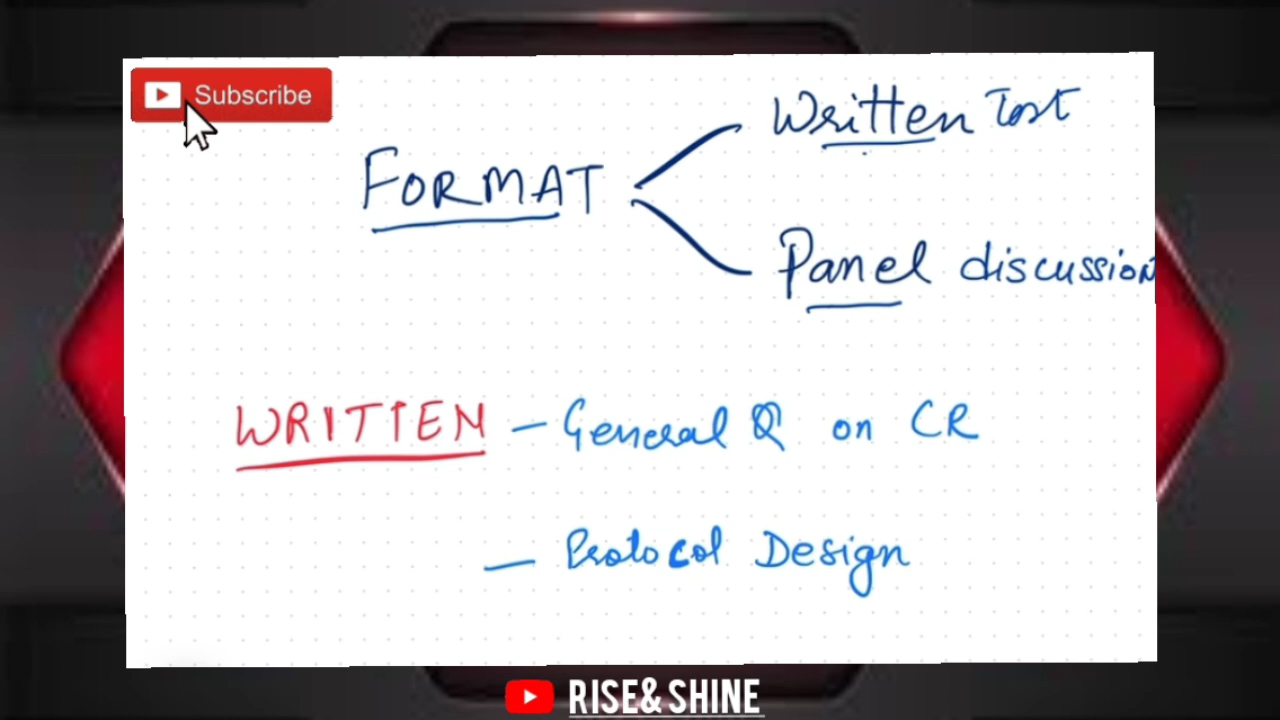 Subscribe
Written Test
FORMAT
Panel discussion
WRITTEN – General Q on CR
– Protocol Design
RISE& SHINE